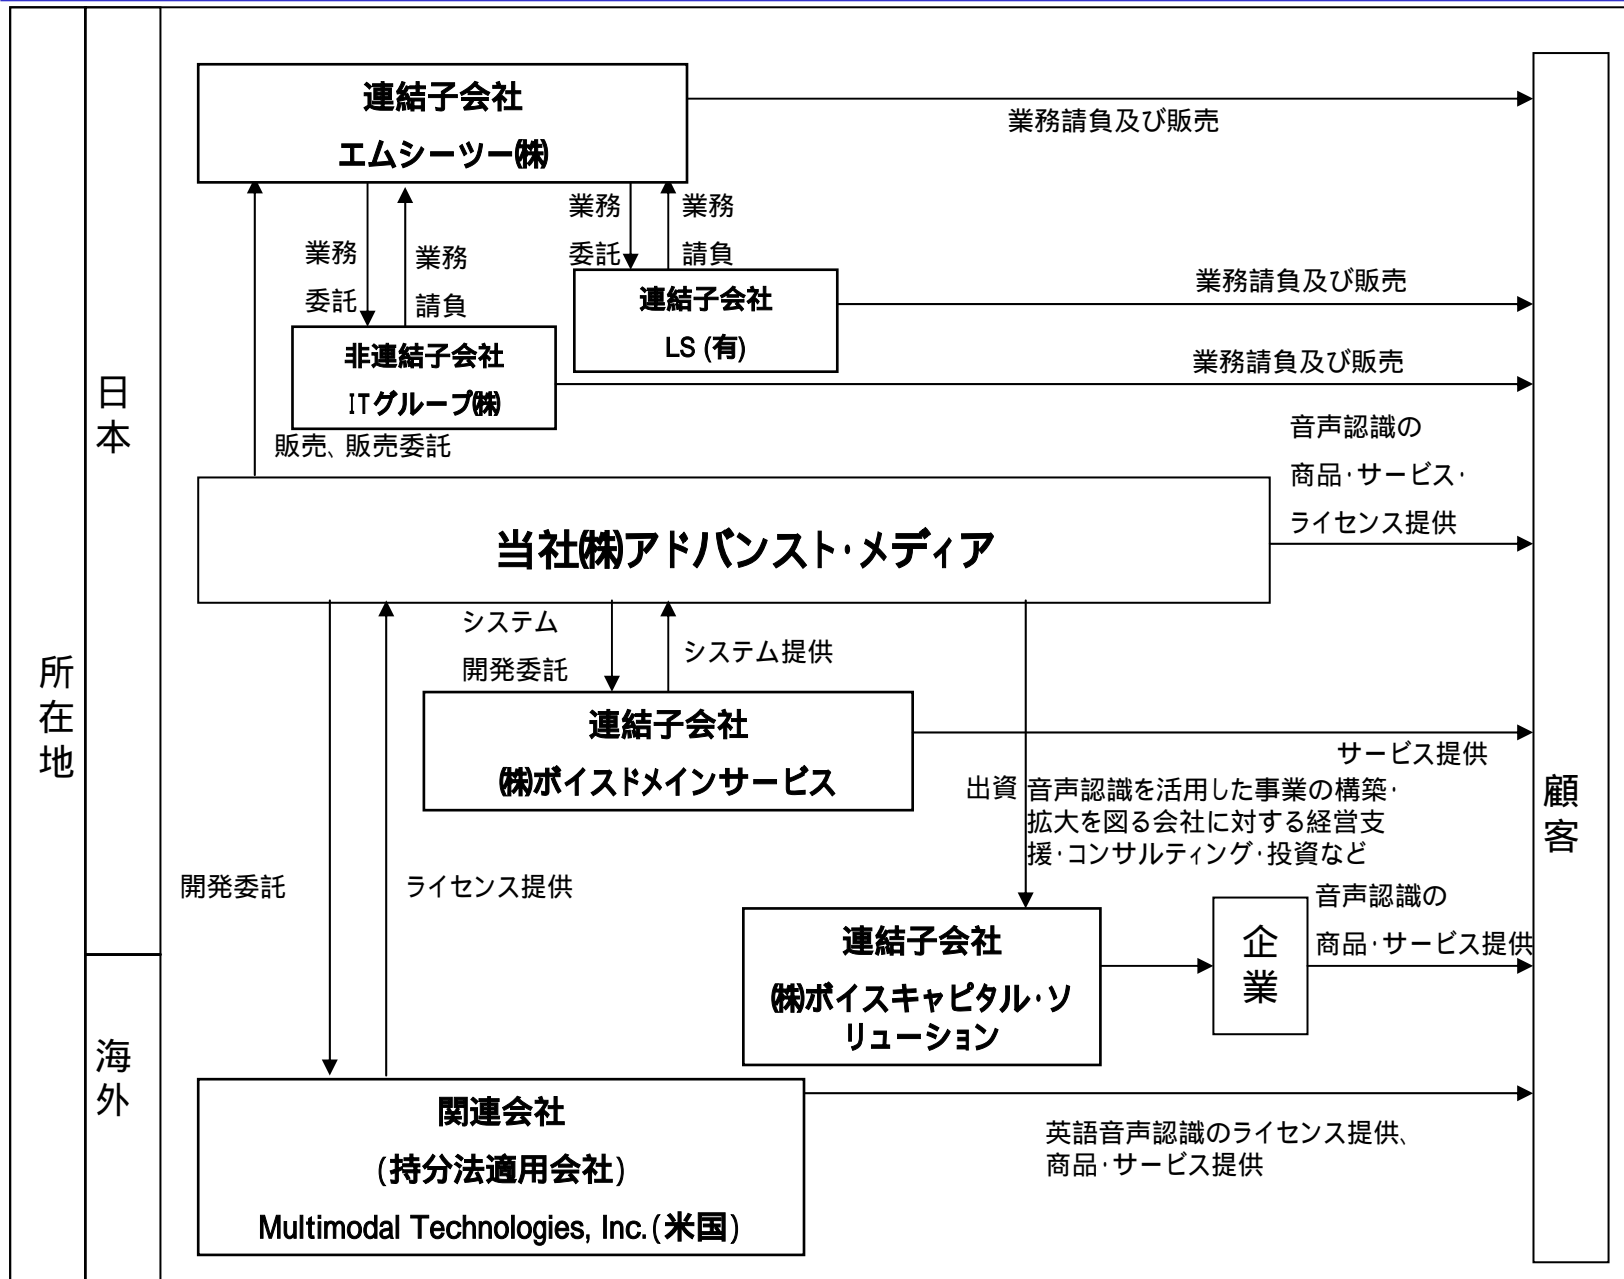 所在地
日本
海外
連結子会社
エムシーツー㈱
業務請負及び販売
業務
委託
業務
請負
業務
委託
業務
請負
連結子会社
LS (有)
業務請負及び販売
非連結子会社
ITグループ㈱
業務請負及び販売
販売、販売委託
音声認識の
商品・サービス・
ライセンス提供
当社㈱アドバンスト・メディア
システム
開発委託
システム提供
連結子会社
㈱ボイスドメインサービス
サービス提供
出資
音声認識を活用した事業の構築・
拡大を図る会社に対する経営支
援・コンサルティング・投資など
開発委託
ライセンス提供
連結子会社
㈱ボイスキャピタル・ソ
リューション
企業
音声認識の
商品・サービス提供
関連会社
(持分法適用会社)
Multimodal Technologies, Inc.(米国)
英語音声認識のライセンス提供、
商品・サービス提供
顧客